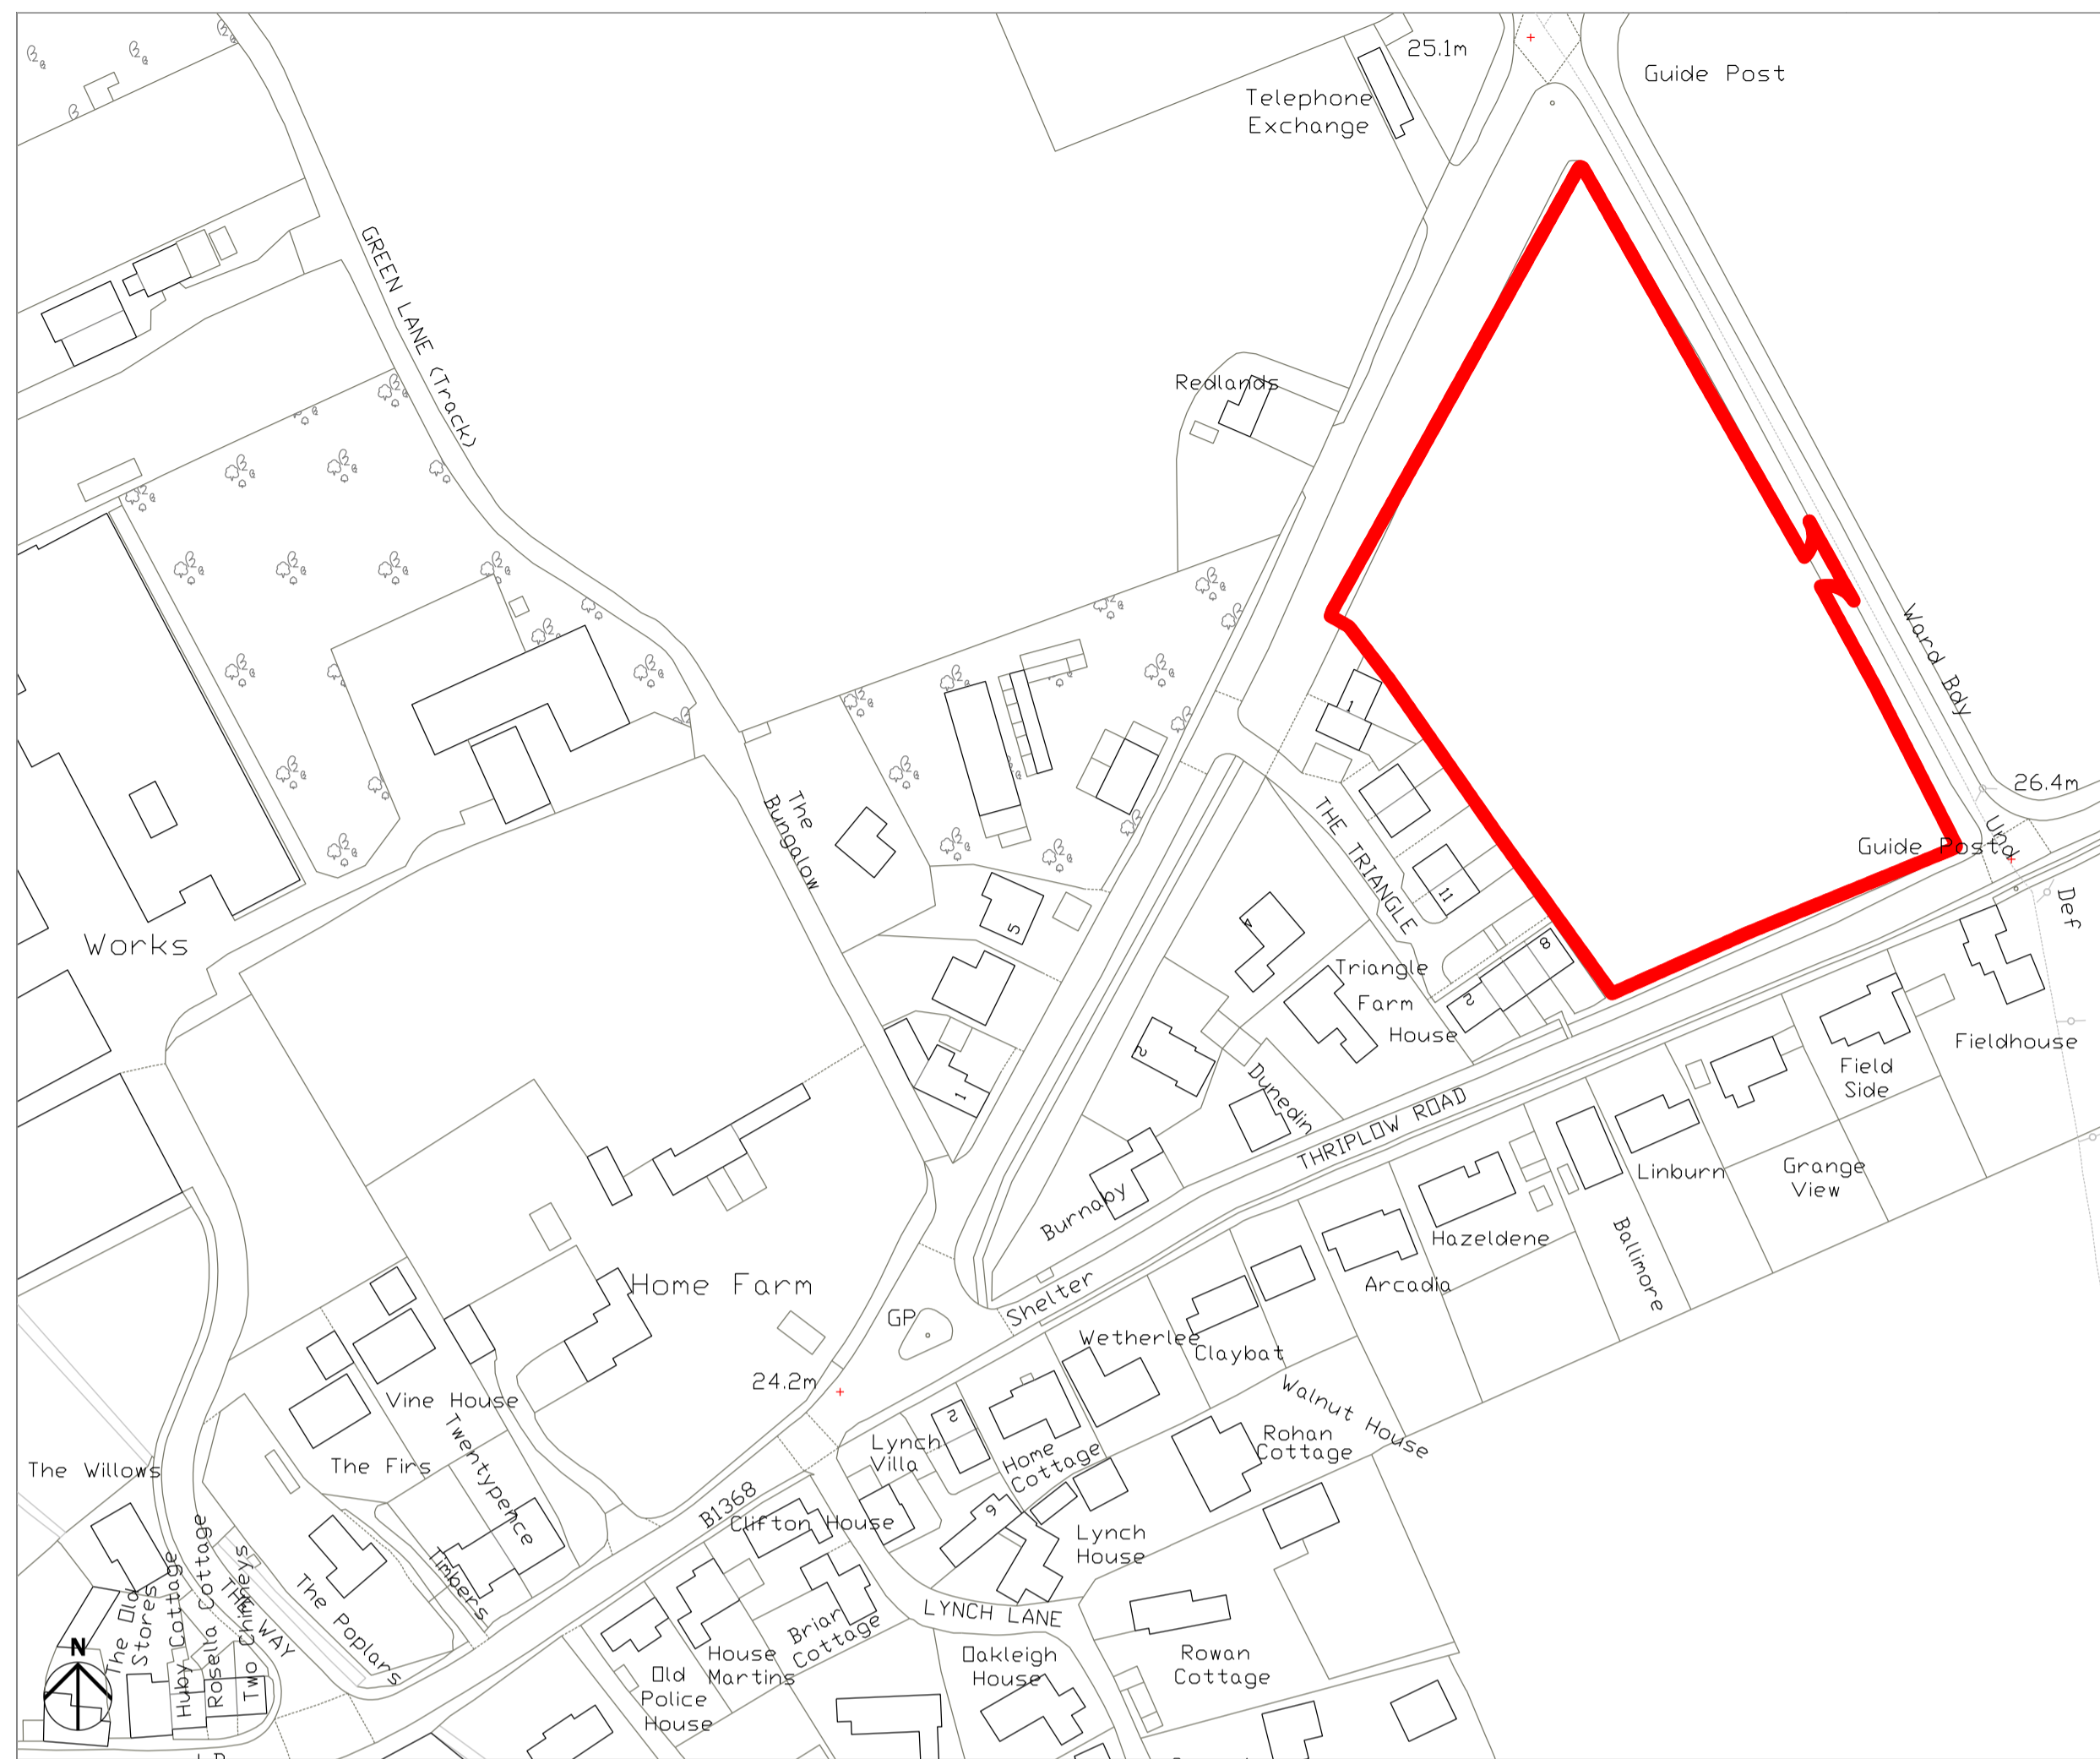 25.1m
Guide Post
Telephone
Exchange
GREEN LANE (Track)
Redlands
Ward Bdy
1
26.4m
The
Bungalow
THE TRIANGLE
Und
Guide Post
11
Def
5
4
8
Works
Triangle
Farm
House
2
2
Fieldhouse
Field
Side
Dunedin
1
THRIPLOW ROAD
Linburn
Grange
View
Burnaby
Hazeldene
Ballimore
Home Farm
Arcadia
Shelter
GP
Wetherlee
Claybat
24.2m
Walnut House
Vine House
2
Lynch
Villa
Home
Cottage
Rohan
Cottage
The Willows
The Firs
Twentypence
B1368
Clifton House
9
Lynch
House
Timbers
The Poplars
THE WAY
The Old
Stores
Huby Cottage
Rosella Cottage
Two Chimneys
LYNCH LANE
Briar
Cottage
N
House
Martins
Oakleigh
House
Rowan
Cottage
Old
Police
House